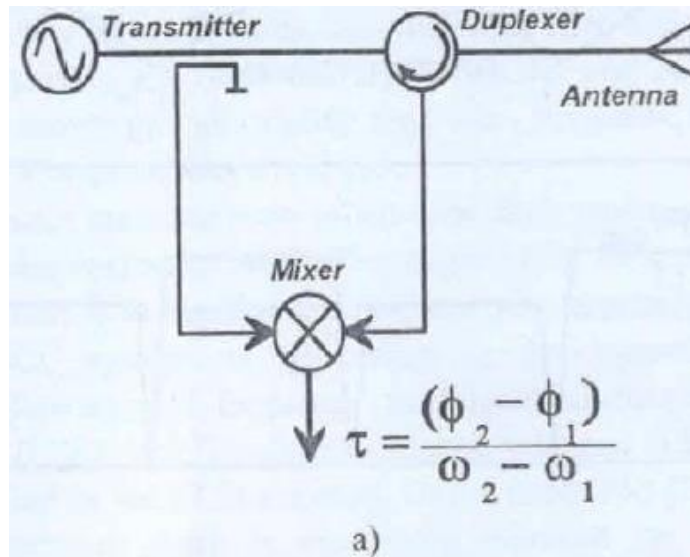 Transmitter
Duplexer
Antenna
Mixer
τ = (ϕ₂ − ϕ₁) / ω₂ − ω₁
a)